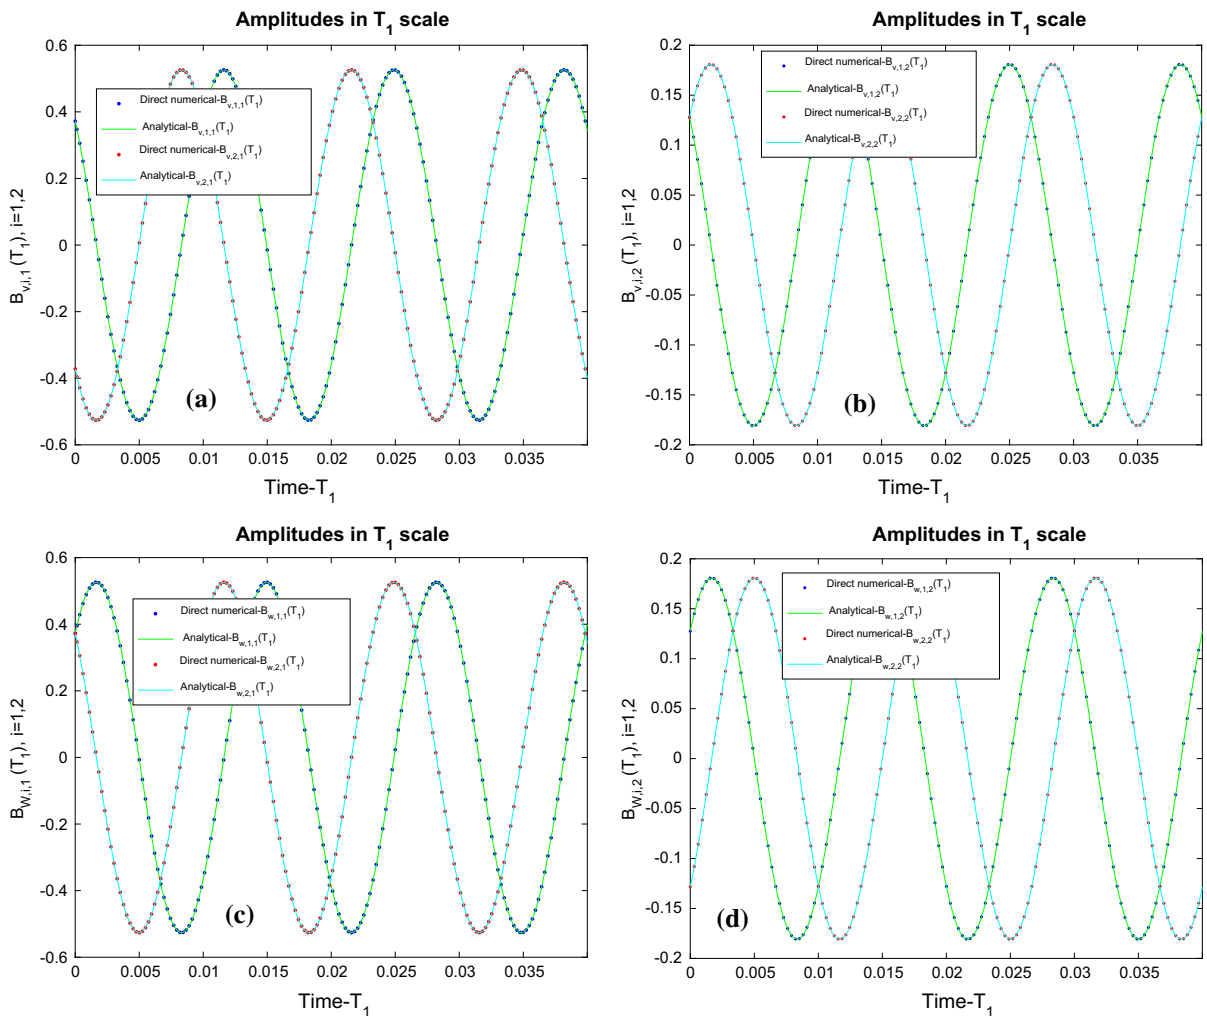 Amplitudes in T1 scale
Direct numerical-Bv,1,1(T1)
Analytical-Bv,1,1(T1)
Direct numerical-Bv,2,1(T1)
Analytical-Bv,2,1(T1)
Bv,i,1(T1), i=1,2
0.6
0.4
0.2
0
-0.2
-0.4
-0.6
(a)
0 0.005 0.01 0.015 0.02 0.025 0.03 0.035
Time-T1
Amplitudes in T1 scale
Direct numerical-Bv,1,2(T1)
Analytical-Bv,1,2(T1)
Direct numerical-Bv,2,2(T1)
Analytical-Bv,2,2(T1)
Bv,i,2(T1), i=1,2
0.2
0.15
0.1
0.05
0
-0.05
-0.1
-0.15
-0.2
(b)
0 0.005 0.01 0.015 0.02 0.025 0.03 0.035
Time-T1
Amplitudes in T1 scale
Direct numerical-Bw,1,1(T1)
Analytical-Bw,1,1(T1)
Direct numerical-Bw,2,1(T1)
Analytical-Bw,2,1(T1)
BW,i,1(T1), i=1,2
0.6
0.4
0.2
0
-0.2
-0.4
-0.6
(c)
0 0.005 0.01 0.015 0.02 0.025 0.03 0.035
Time-T1
Amplitudes in T1 scale
Direct numerical-Bw,1,2(T1)
Analytical-Bw,1,2(T1)
Direct numerical-Bw,2,2(T1)
Analytical-Bw,2,2(T1)
BW,i,2(T1), i=1,2
0.2
0.15
0.1
0.05
0
-0.05
-0.1
-0.15
-0.2
(d)
0 0.005 0.01 0.015 0.02 0.025 0.03 0.035
Time-T1